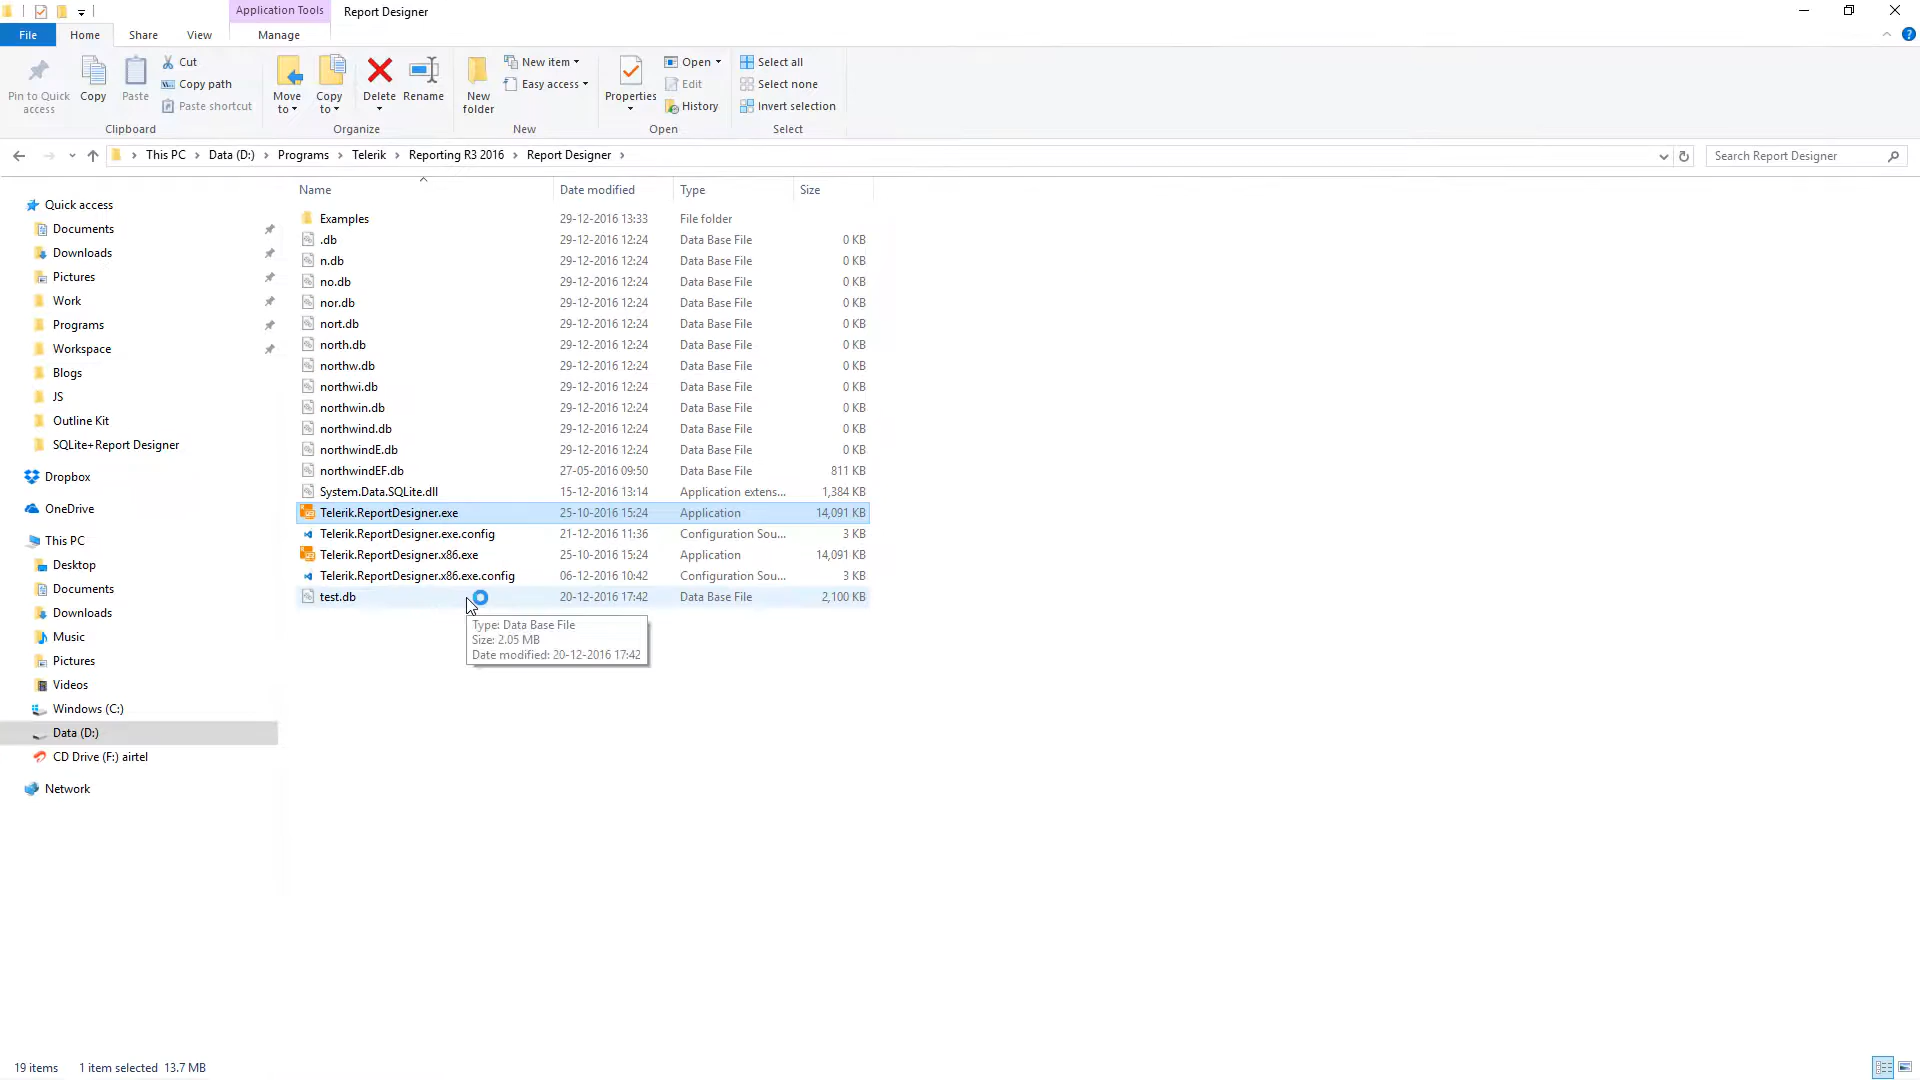 Application Tools
Report Designer
File
Home
Share
View
Manage
Pin to Quick access
Copy
Paste
Cut
Copy path
Paste shortcut
Clipboard
Move to
Copy to
Delete
Rename
Organize
New folder
New item
Easy access
New
Properties
Open
Edit
History
Open
Select all
Select none
Invert selection
Select
This PC > Data (D:) > Programs > Telerik > Reporting R3 2016 > Report Designer >
Search Report Designer
Quick access
Documents
Downloads
Pictures
Work
Programs
Workspace
Blogs
JS
Outline Kit
SQLite+Report Designer
Dropbox
OneDrive
This PC
Desktop
Documents
Downloads
Music
Pictures
Videos
Windows (C:)
Data (D:)
CD Drive (F:) airtel
Network
Name Date modified Type Size
Examples 29-12-2016 13:33 File folder
.db 29-12-2016 12:24 Data Base File 0 KB
n.db 29-12-2016 12:24 Data Base File 0 KB
no.db 29-12-2016 12:24 Data Base File 0 KB
nor.db 29-12-2016 12:24 Data Base File 0 KB
nort.db 29-12-2016 12:24 Data Base File 0 KB
north.db 29-12-2016 12:24 Data Base File 0 KB
northw.db 29-12-2016 12:24 Data Base File 0 KB
northwi.db 29-12-2016 12:24 Data Base File 0 KB
northwin.db 29-12-2016 12:24 Data Base File 0 KB
northwind.db 29-12-2016 12:24 Data Base File 0 KB
northwindE.db 29-12-2016 12:24 Data Base File 0 KB
northwindEF.db 27-05-2016 09:50 Data Base File 811 KB
System.Data.SQLite.dll 15-12-2016 13:14 Application extens... 1,384 KB
Telerik.ReportDesigner.exe 25-10-2016 15:24 Application 14,091 KB
Telerik.ReportDesigner.exe.config 21-12-2016 11:36 Configuration Sou... 3 KB
Telerik.ReportDesigner.x86.exe 25-10-2016 15:24 Application 14,091 KB
Telerik.ReportDesigner.x86.exe.config 06-12-2016 10:42 Configuration Sou... 3 KB
test.db 20-12-2016 17:42 Data Base File 2,100 KB
Type: Data Base File
Size: 2.05 MB
Date modified: 20-12-2016 17:42
19 items 1 item selected 13.7 MB